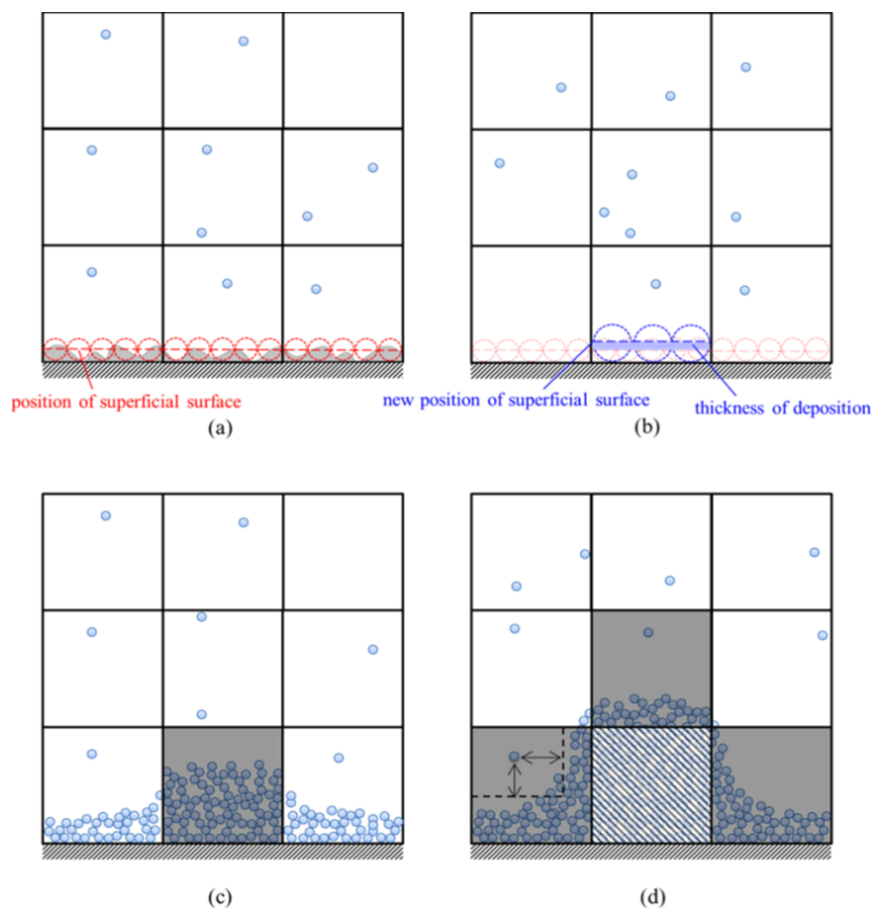 position of superficial surface
(a)
new position of superficial surface
thickness of deposition
(b)
(c)
(d)